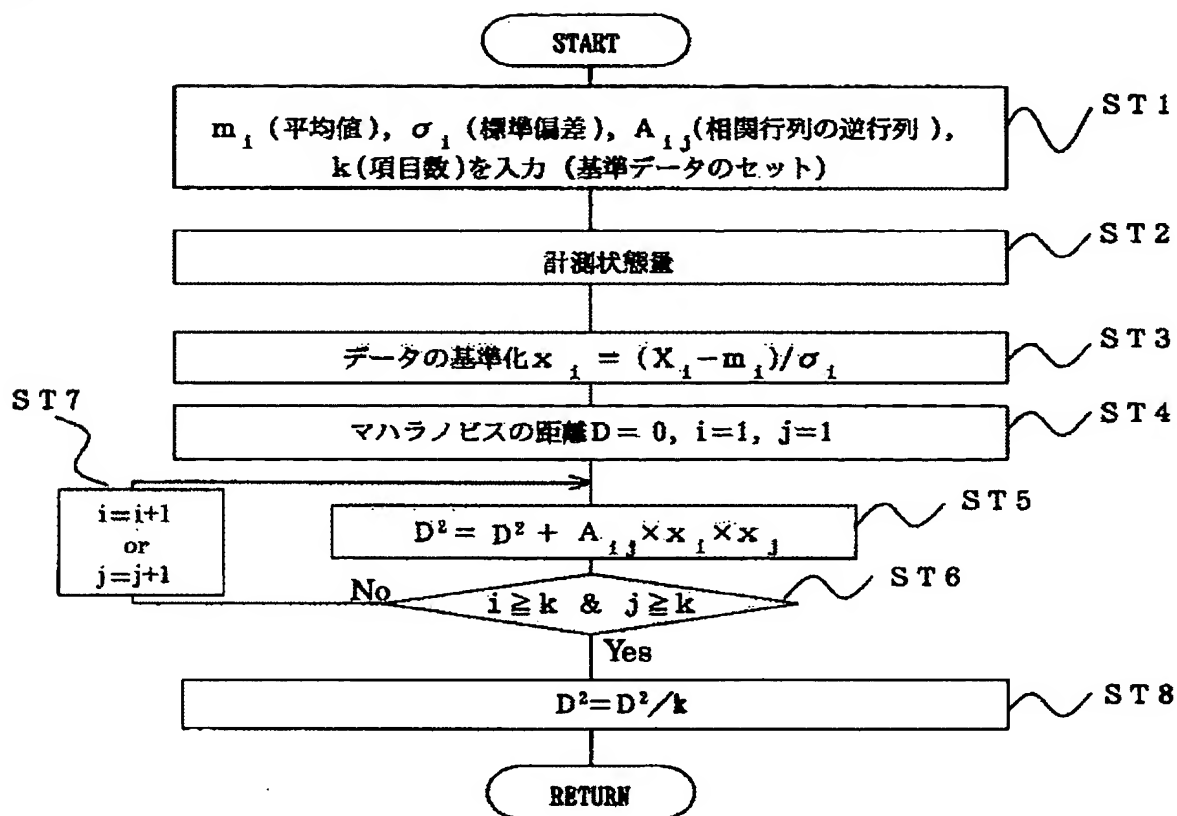 START
m_i (平均値), σ_i (標準偏差), A_ij (相関行列の逆行列),
k(項目数)を入力 (基準データのセット)
ST1
計測状態量
ST2
データの基準化 x_i = (X_i−m_i)/σ_i
ST3
マハラノビスの距離D=0, i=1, j=1
ST4
ST7
i=i+1
or
j=j+1
D²= D² + A_ij×x_i×x_j
ST5
i≧k & j≧k
ST6
No
Yes
D²=D²/k
ST8
RETURN